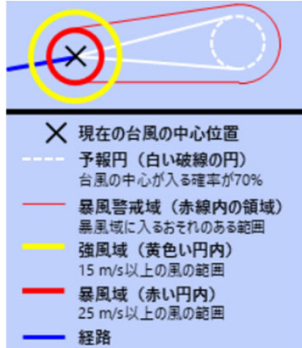 現在の台風の中心位置
予報円（白い破線の円）
台風の中心が入る確率が70%
暴風警戒域（赤線内の領域）
暴風域に入るおそれのある範囲
強風域（黄色い円内）
15 m/s以上の風の範囲
暴風域（赤い円内）
25 m/s以上の風の範囲
経路